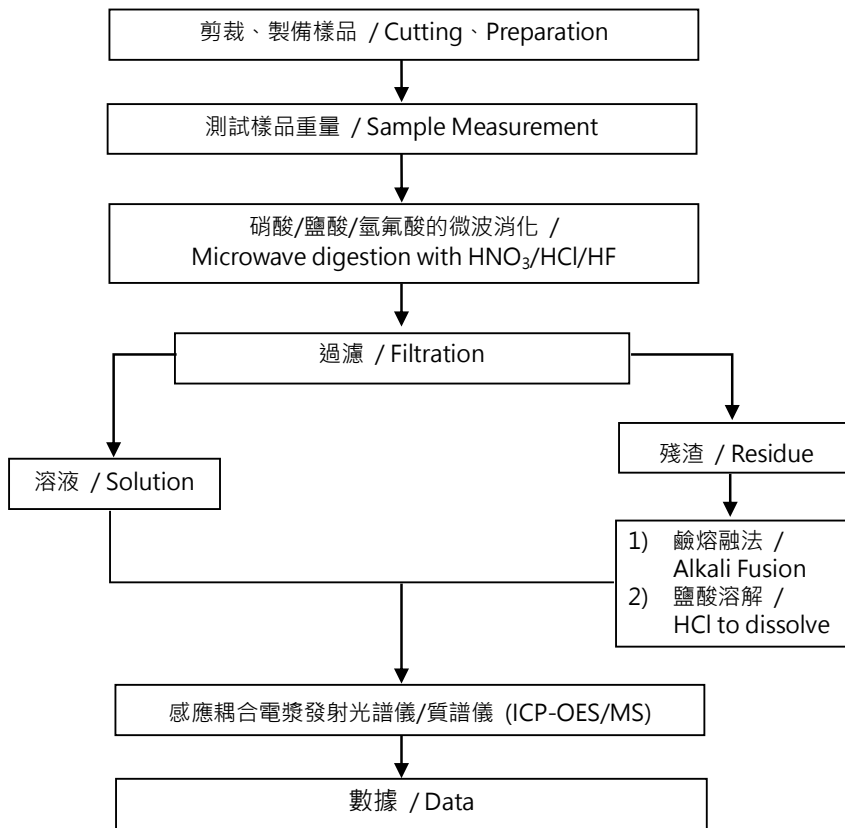 剪裁、製備樣品 / Cutting、Preparation
測試樣品重量 / Sample Measurement
硝酸/鹽酸/氫氟酸的微波消化 /
Microwave digestion with HNO₃/HCl/HF
過濾 / Filtration
溶液 / Solution
殘渣 / Residue
1) 鹼熔融法 /
Alkali Fusion
2) 鹽酸溶解 /
HCl to dissolve
感應耦合電漿發射光譜儀/質譜儀 (ICP-OES/MS)
數據 / Data